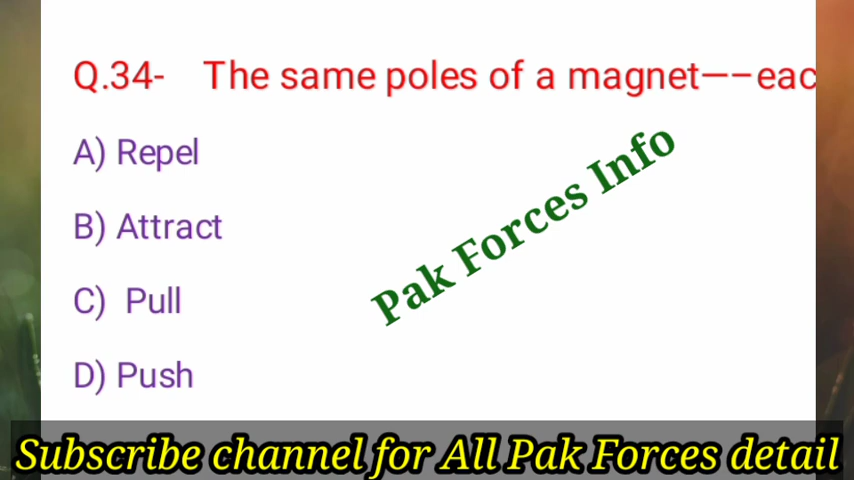 Q.34- The same poles of a magnet—–eac
A) Repel
B) Attract
C) Pull
D) Push
Pak Forces Info
Subscribe channel for All Pak Forces detail